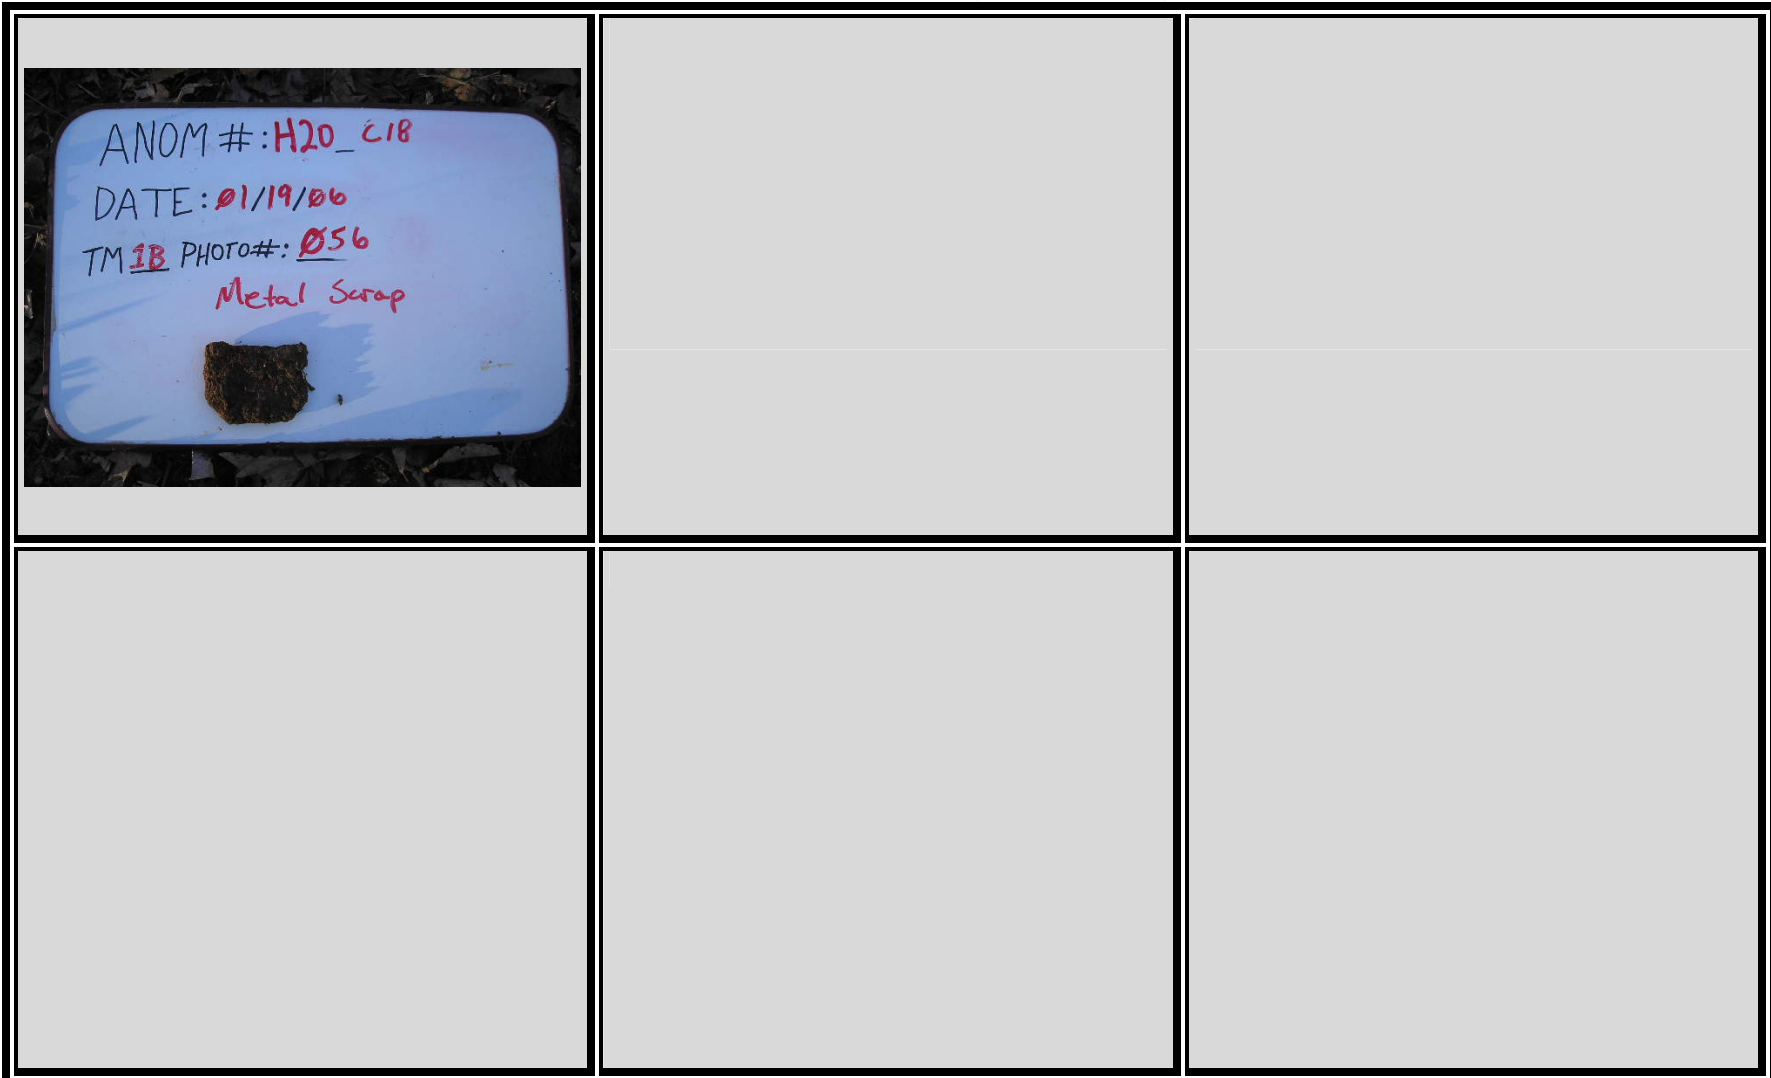 ANOM #: H20_C18
DATE: 01/19/06
TM 1B PHOTO#: 056
Metal Scrap